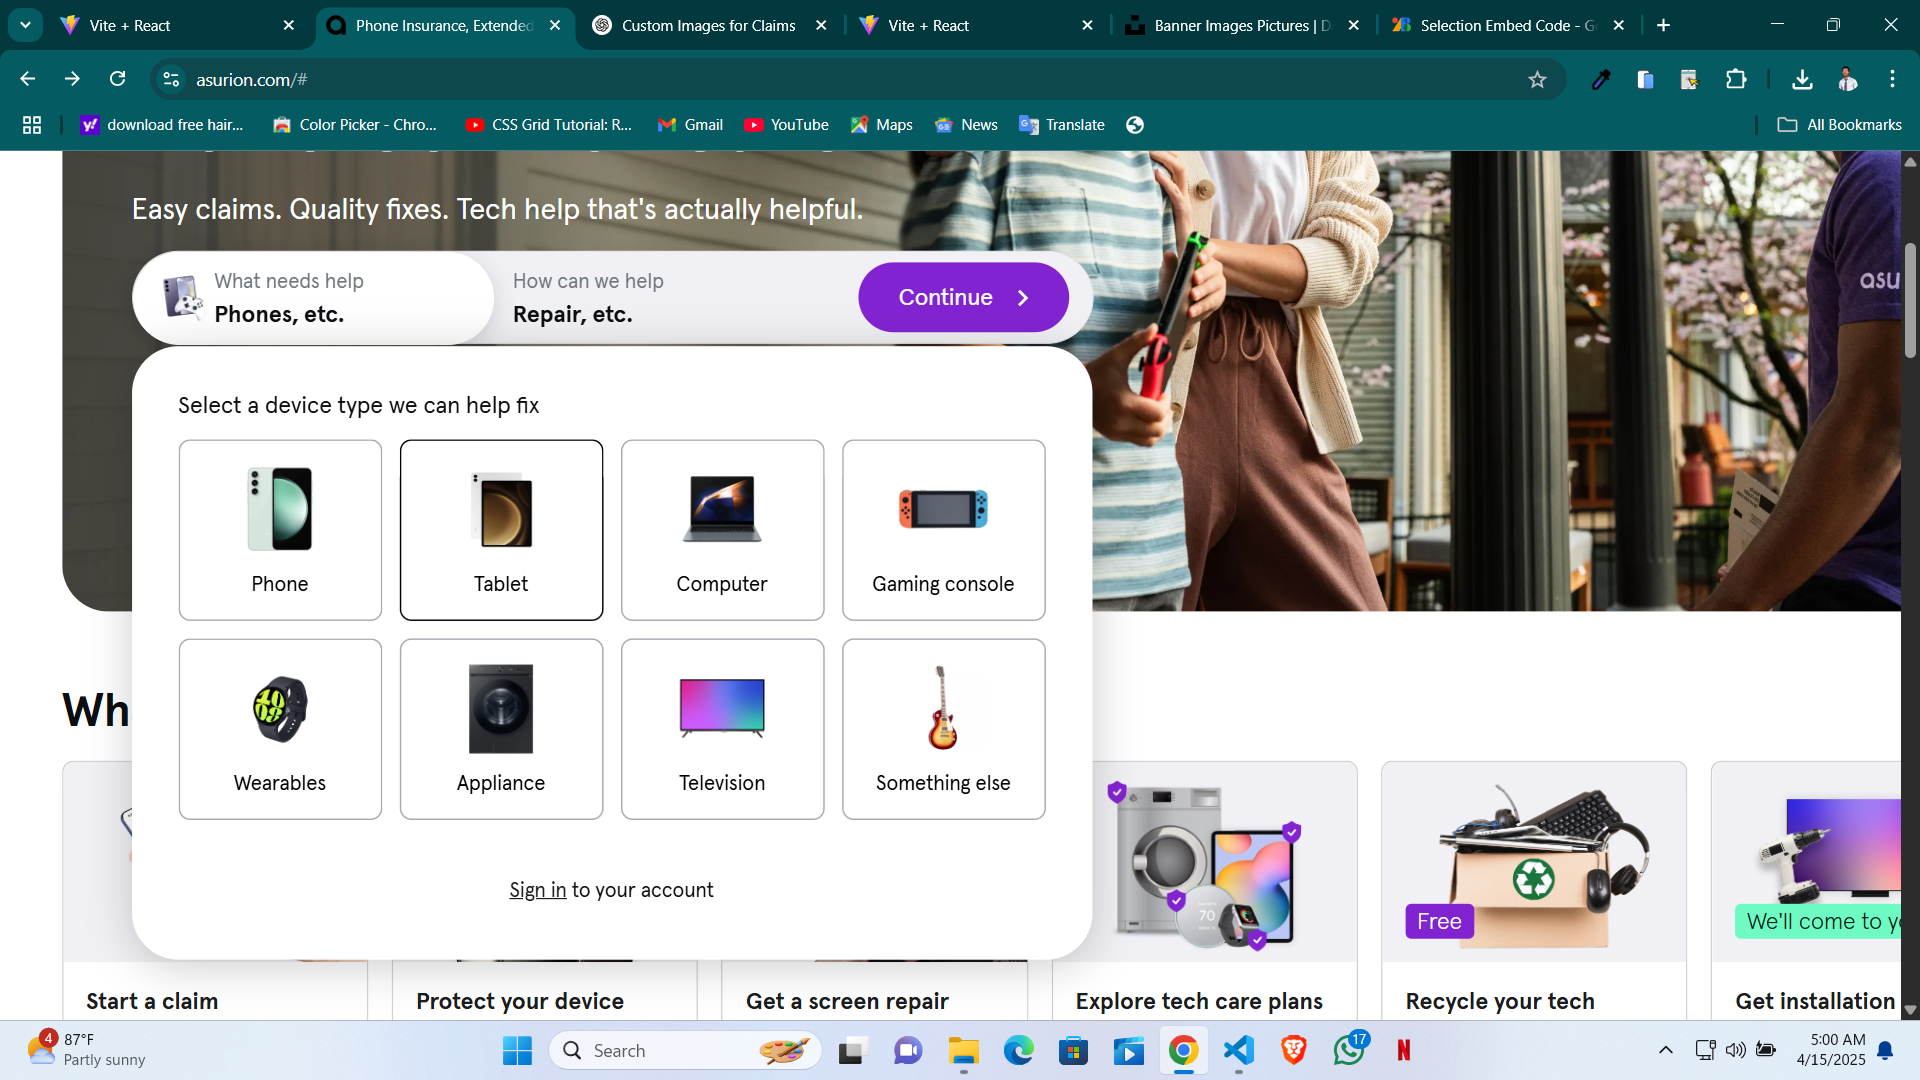 Vite + React
Phone Insurance, Extended
Custom Images for Claims
Vite + React
Banner Images Pictures | D
Selection Embed Code - G
asurion.com/#
download free hair...
Color Picker - Chro...
CSS Grid Tutorial: R...
Gmail
YouTube
Maps
News
Translate
All Bookmarks
Easy claims. Quality fixes. Tech help that's actually helpful.
What needs help
Phones, etc.
How can we help
Repair, etc.
Continue
asu
Select a device type we can help fix
Phone
Tablet
Computer
Gaming console
Wearables
Appliance
Television
Something else
Sign in to your account
Wh
70
Free
We'll come to y
Start a claim
Protect your device
Get a screen repair
Explore tech care plans
Recycle your tech
Get installation
4
87°F
Partly sunny
Search
17
5:00 AM
4/15/2025